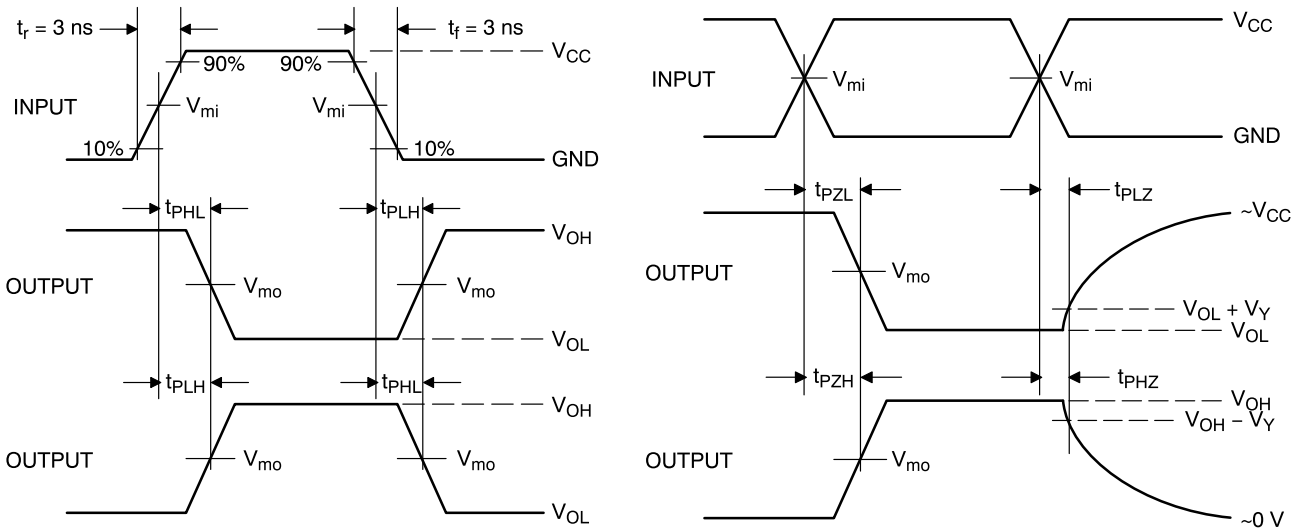 t_r = 3 ns
t_f = 3 ns
V_CC
90%
90%
INPUT
V_mi
V_mi
10%
10%
GND
t_PHL
t_PLH
V_OH
OUTPUT
V_mo
V_mo
V_OL
t_PLH
t_PHL
V_OH
OUTPUT
V_mo
V_mo
V_OL
V_CC
INPUT
V_mi
V_mi
GND
t_PZL
t_PLZ
~V_CC
OUTPUT
V_mo
V_OL + V_Y
V_OL
t_PZH
t_PHZ
V_OH
V_OH – V_Y
OUTPUT
V_mo
~0 V